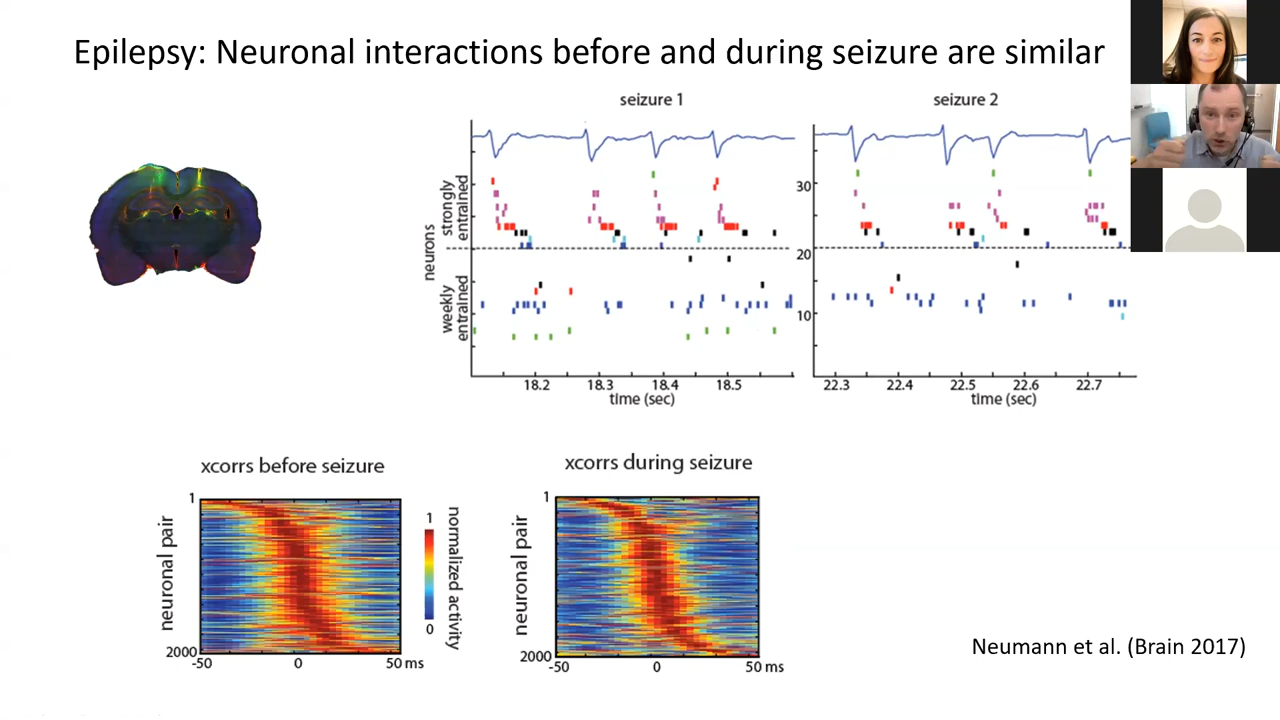 Epilepsy: Neuronal interactions before and during seizure are similar
seizure 1
seizure 2
neurons
strongly
entrained
weekly
entrained
30
20
10
18.2 18.3 18.4 18.5
time (sec)
22.3 22.4 22.5 22.6 22.7
time (sec)
xcorrs before seizure
neuronal pair
1
2000
-50 0 50 ms
1
0
normalized activity
xcorrs during seizure
neuronal pair
1
2000
-50 0 50 ms
Neumann et al. (Brain 2017)